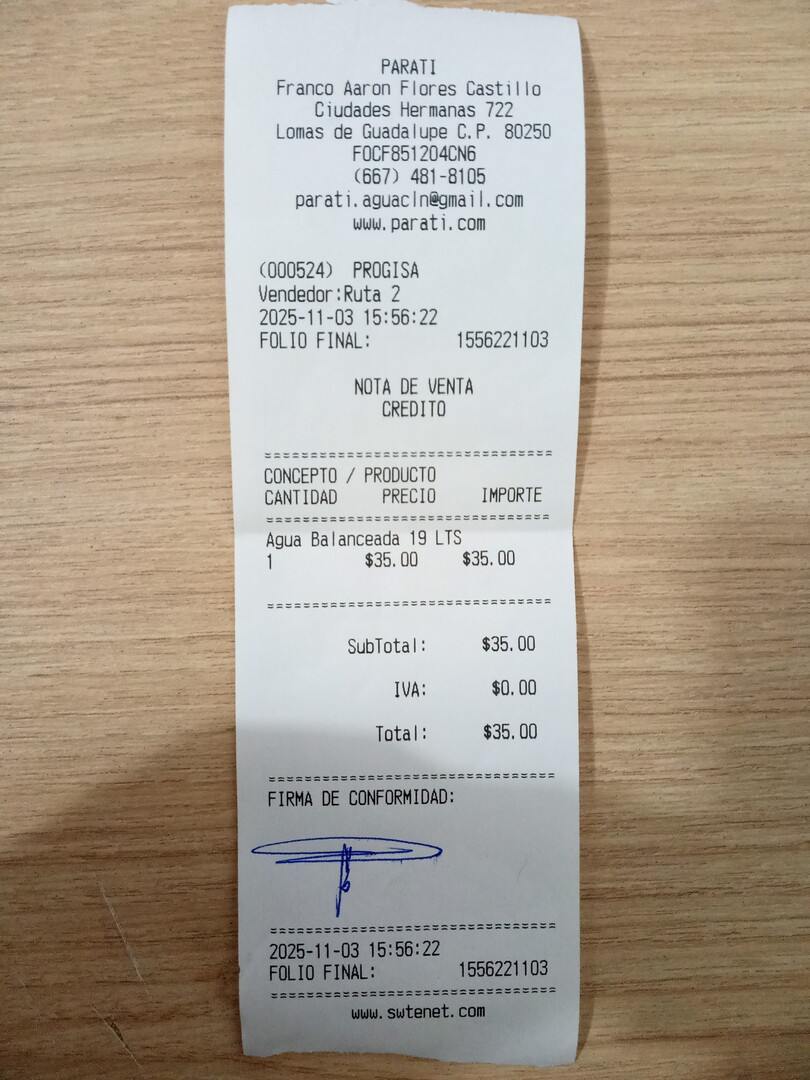 PARATI
Franco Aaron Flores Castillo
Ciudades Hermanas 722
Lomas de Guadalupe C.P. 80250
FOCF851204CN6
(667) 481-8105
parati.aguacln@gmail.com
www.parati.com
(000524) PROGISA
Vendedor:Ruta 2
2025-11-03 15:56:22
FOLIO FINAL: 1556221103
NOTA DE VENTA
CREDITO
==============================
CONCEPTO / PRODUCTO
CANTIDAD PRECIO IMPORTE
==============================
Agua Balanceada 19 LTS
1 $35.00 $35.00
==============================
SubTotal: $35.00
IVA: $0.00
Total: $35.00
==============================
FIRMA DE CONFORMIDAD:
==============================
2025-11-03 15:56:22
FOLIO FINAL: 1556221103
==============================
www.swtenet.com